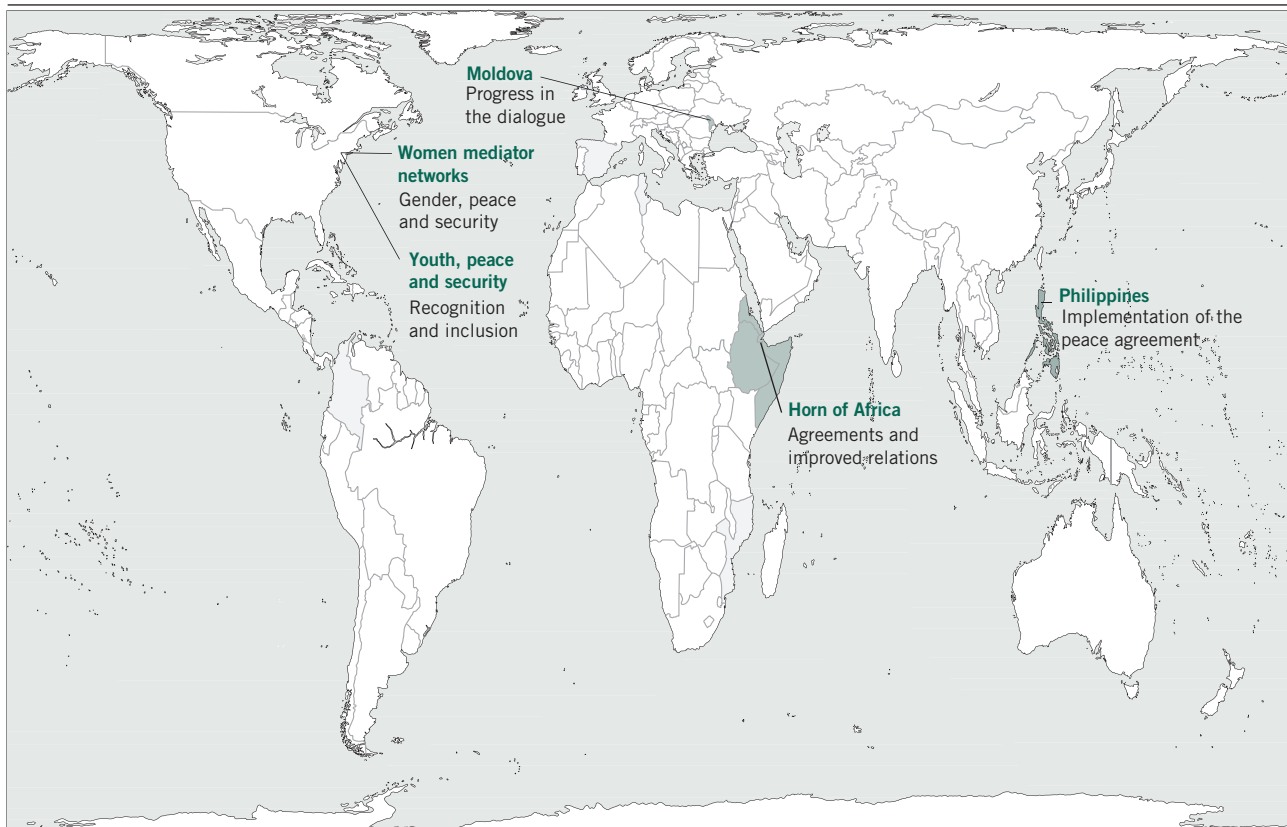 Moldova
Progress in
the dialogue
Women mediator
networks
Gender, peace
and security
Youth, peace
and security
Recognition
and inclusion
Philippines
Implementation of the
peace agreement
Horn of Africa
Agreements and
improved relations